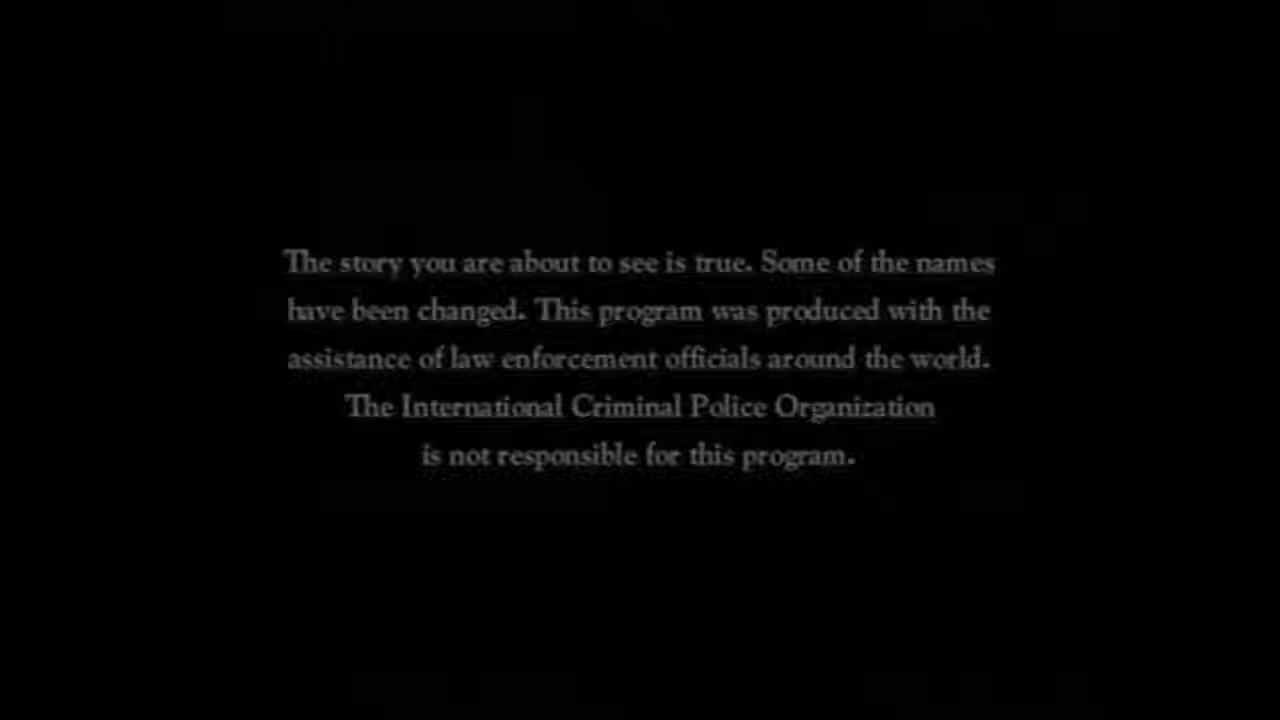 The story you are about to see is true. Some of the names
have been changed. This program was produced with the
assistance of law enforcement officials around the world.
The International Criminal Police Organization
is not responsible for this program.